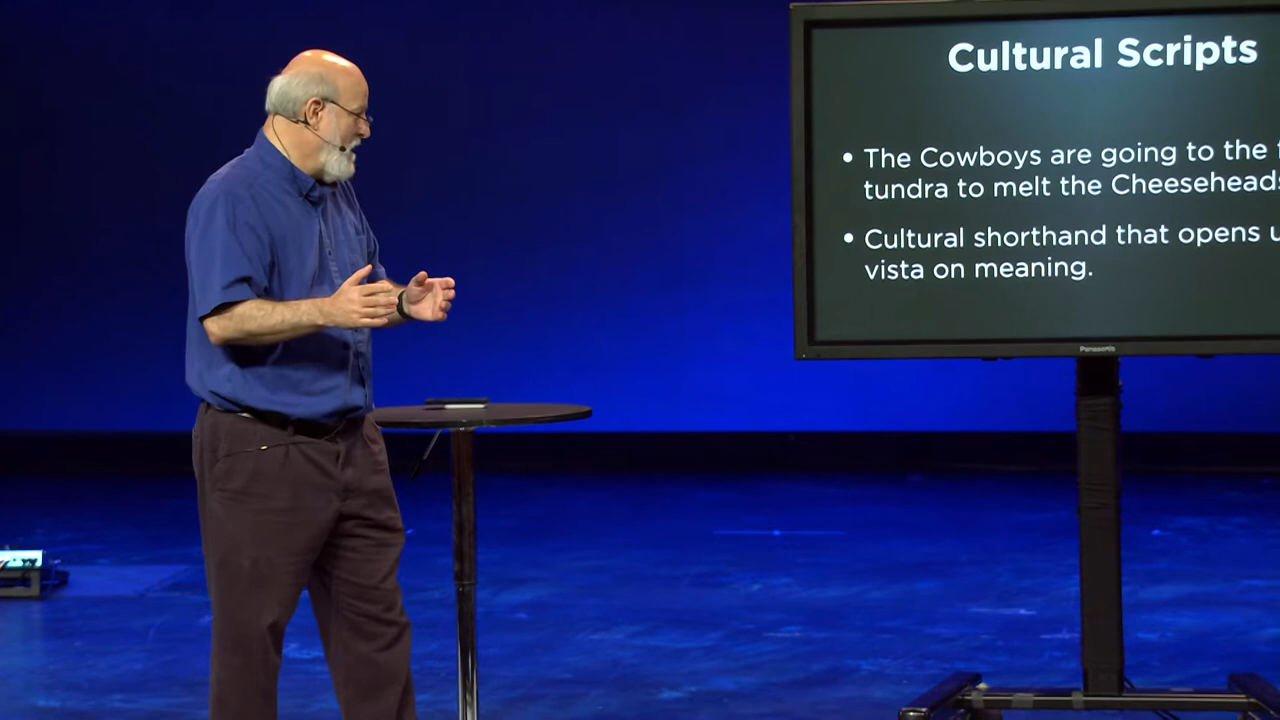 Cultural Scripts
• The Cowboys are going to the
tundra to melt the Cheeseheads
• Cultural shorthand that opens
vista on meaning.
Panasonic